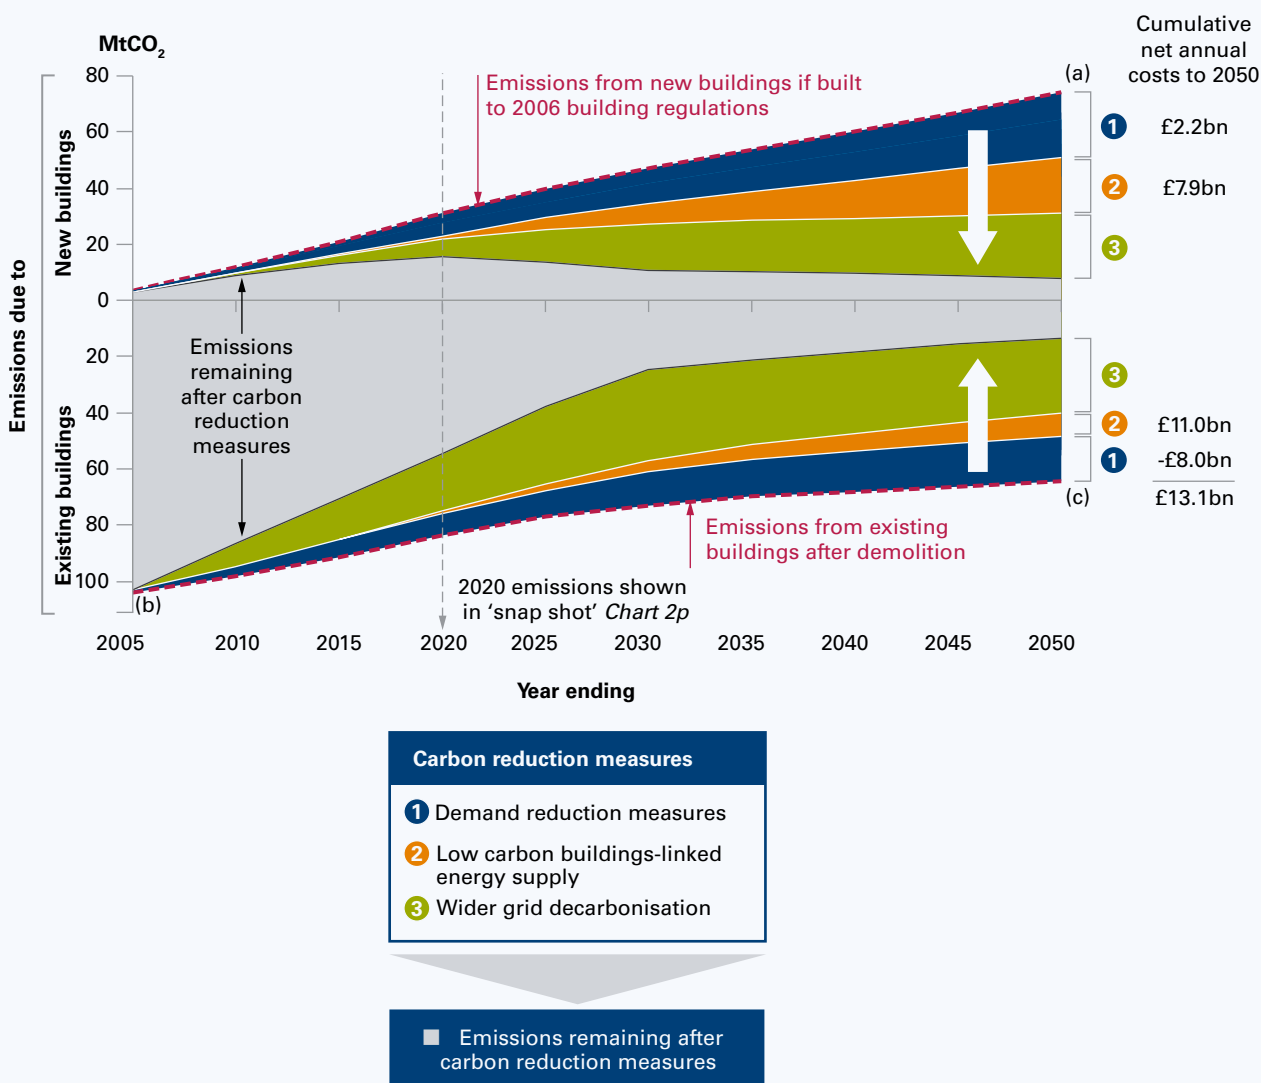 Cumulative
net annual
costs to 2050
MtCO2
Emissions due to
New buildings
Existing buildings
80
60
40
20
0
20
40
60
80
100
(a)
(b)
(c)
Emissions from new buildings if built
to 2006 building regulations
1 £2.2bn
2 £7.9bn
3
3
2 £11.0bn
1 -£8.0bn
£13.1bn
Emissions
remaining
after carbon
reduction
measures
Emissions from existing
buildings after demolition
2020 emissions shown
in ‘snap shot’ Chart 2p
2005 2010 2015 2020 2025 2030 2035 2040 2045 2050
Year ending
Carbon reduction measures
1 Demand reduction measures
2 Low carbon buildings-linked
energy supply
3 Wider grid decarbonisation
Emissions remaining after
carbon reduction measures